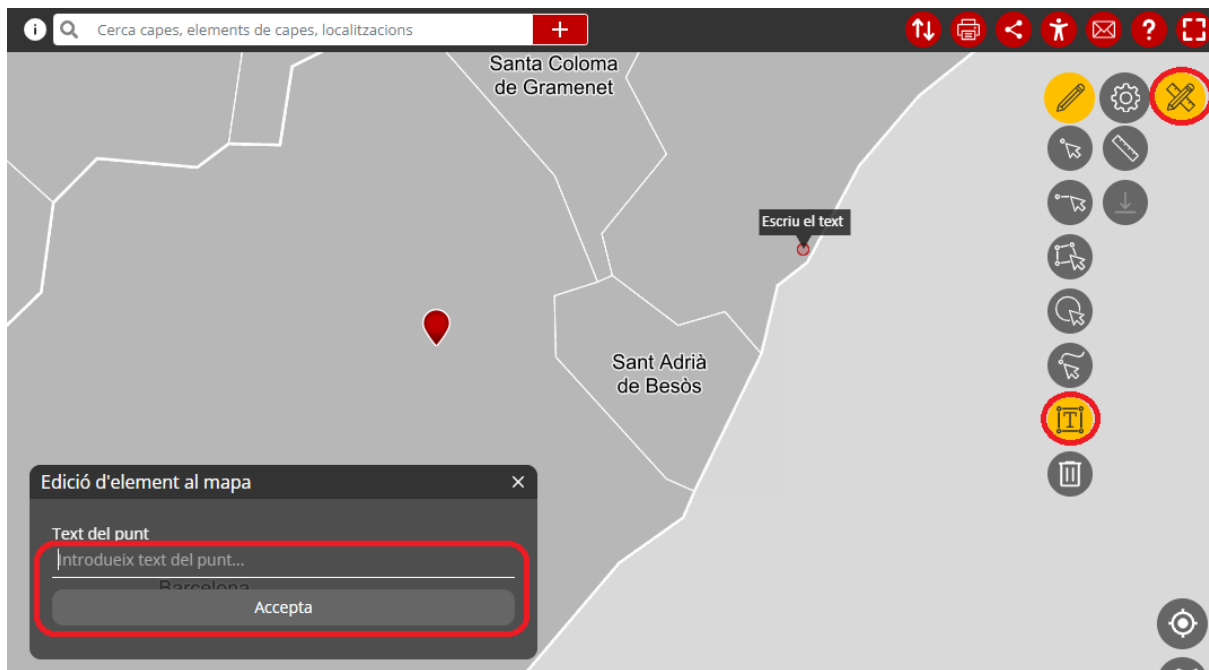 i
Cerca capes, elements de capes, localitzacions
+
?
Santa Coloma
de Gramenet
Escriu el text
Sant Adrià
de Besòs
T
Edició d'element al mapa
×
Text del punt
Introdueix text del punt...
Barcelona
Accepta